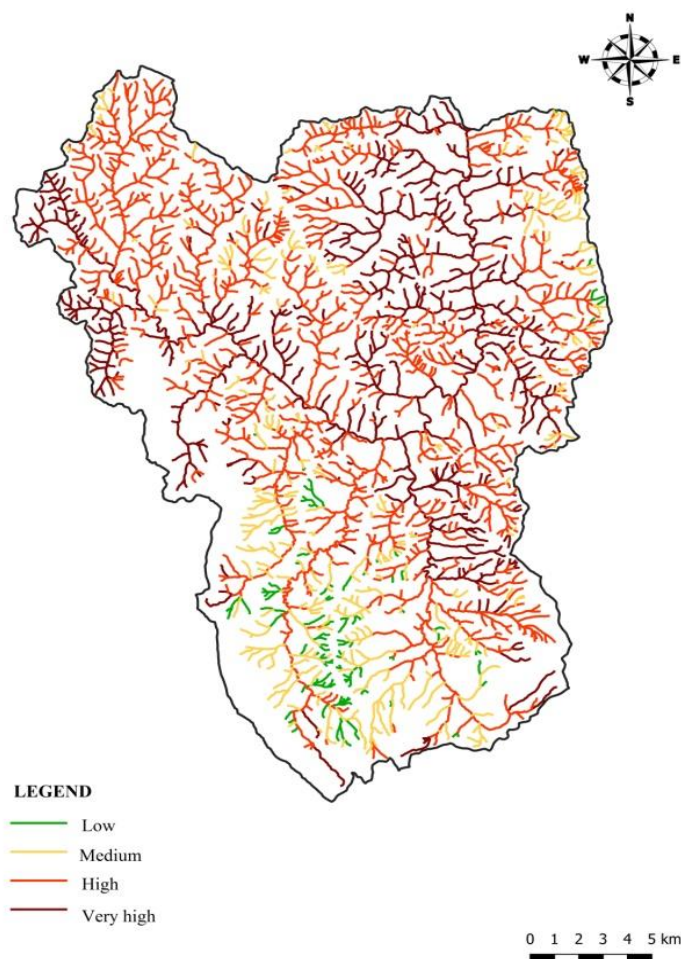 N
W E
S
LEGEND
Low
Medium
High
Very high
0 1 2 3 4 5 km